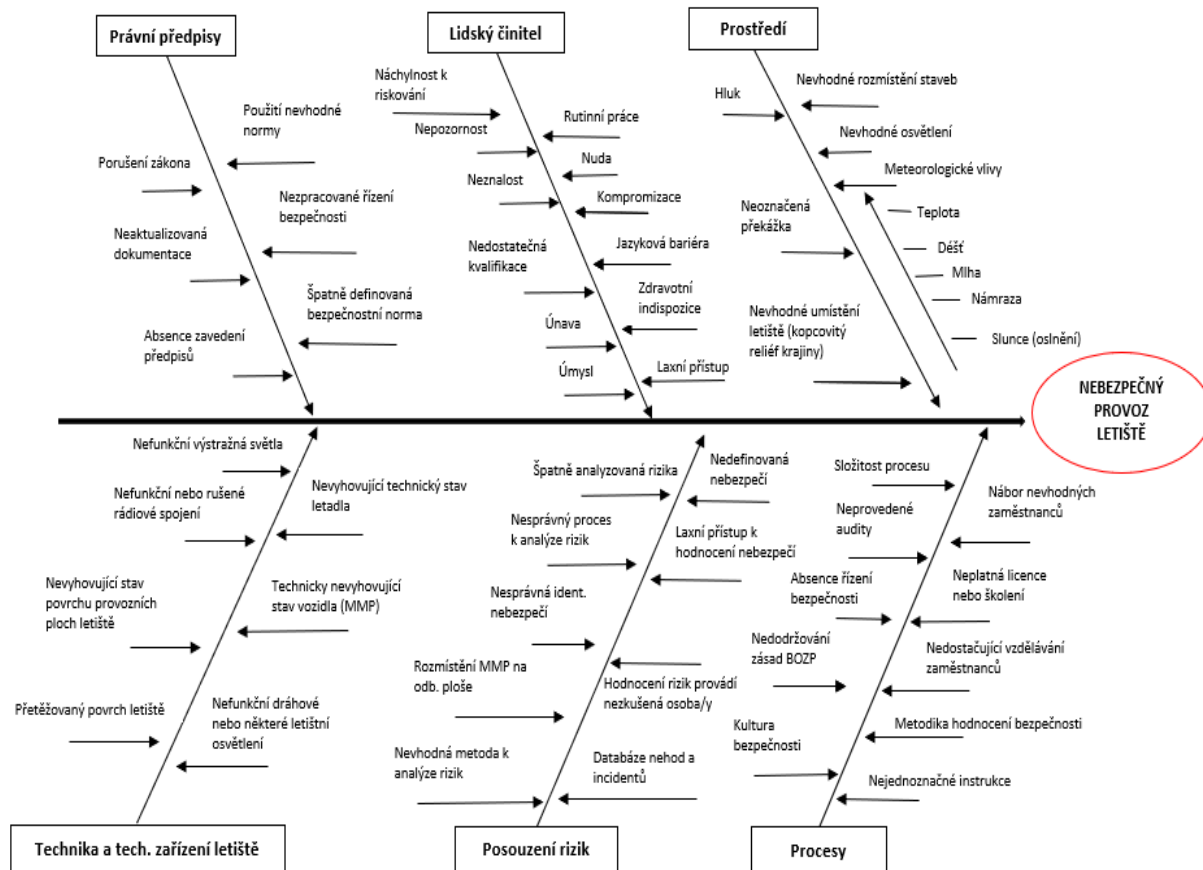 Právní předpisy
Lidský činitel
Prostředí
Použití nevhodné
normy
Porušení zákona
Nezpracované řízení
bezpečnosti
Neaktualizovaná
dokumentace
Špatně definovaná
bezpečnostní norma
Absence zavedení
předpisů
Náchylnost k
riskování
Rutinní práce
Nepozornost
Nuda
Neznalost
Kompromizace
Jazyková bariéra
Nedostatečná
kvalifikace
Zdravotní
indispozice
Únava
Úmysl
Laxní přístup
Nevhodné rozmístění staveb
Hluk
Nevhodné osvětlení
Meteorologické vlivy
Teplota
Neoznačená
překážka
Déšť
Mlha
Námraza
Nevhodné umístění
letiště (kopcovitý
reliéf krajiny)
Slunce (oslnění)
NEBEZPEČNÝ
PROVOZ
LETIŠTĚ
Nefunkční výstražná světla
Nefunkční nebo rušené
rádiové spojení
Nevyhovující technický stav
letadla
Nevyhovující stav
povrchu provozních
ploch letiště
Technicky nevyhovující
stav vozidla (MMP)
Přetěžovaný povrch letiště
Nefunkční dráhové
nebo některé letištní
osvětlení
Špatně analyzovaná rizika
Nedefinovaná
nebezpečí
Nesprávný proces
k analýze rizik
Laxní přístup k
hodnocení nebezpečí
Nesprávná ident.
nebezpečí
Rozmístění MMP na
odb. ploše
Hodnocení rizik provádí
nezkušená osoba/y
Nevhodná metoda k
analýze rizik
Databáze nehod a
incidentů
Složitost procesu
Nábor nevhodných
zaměstnanců
Neprovedené
audity
Absence řízení
bezpečnosti
Neplatná licence
nebo školení
Nedodržování
zásad BOZP
Nedostačující vzdělávání
zaměstnanců
Kultura
bezpečnosti
Metodika hodnocení bezpečnosti
Nejednoznačné instrukce
Technika a tech. zařízení letiště
Posouzení rizik
Procesy